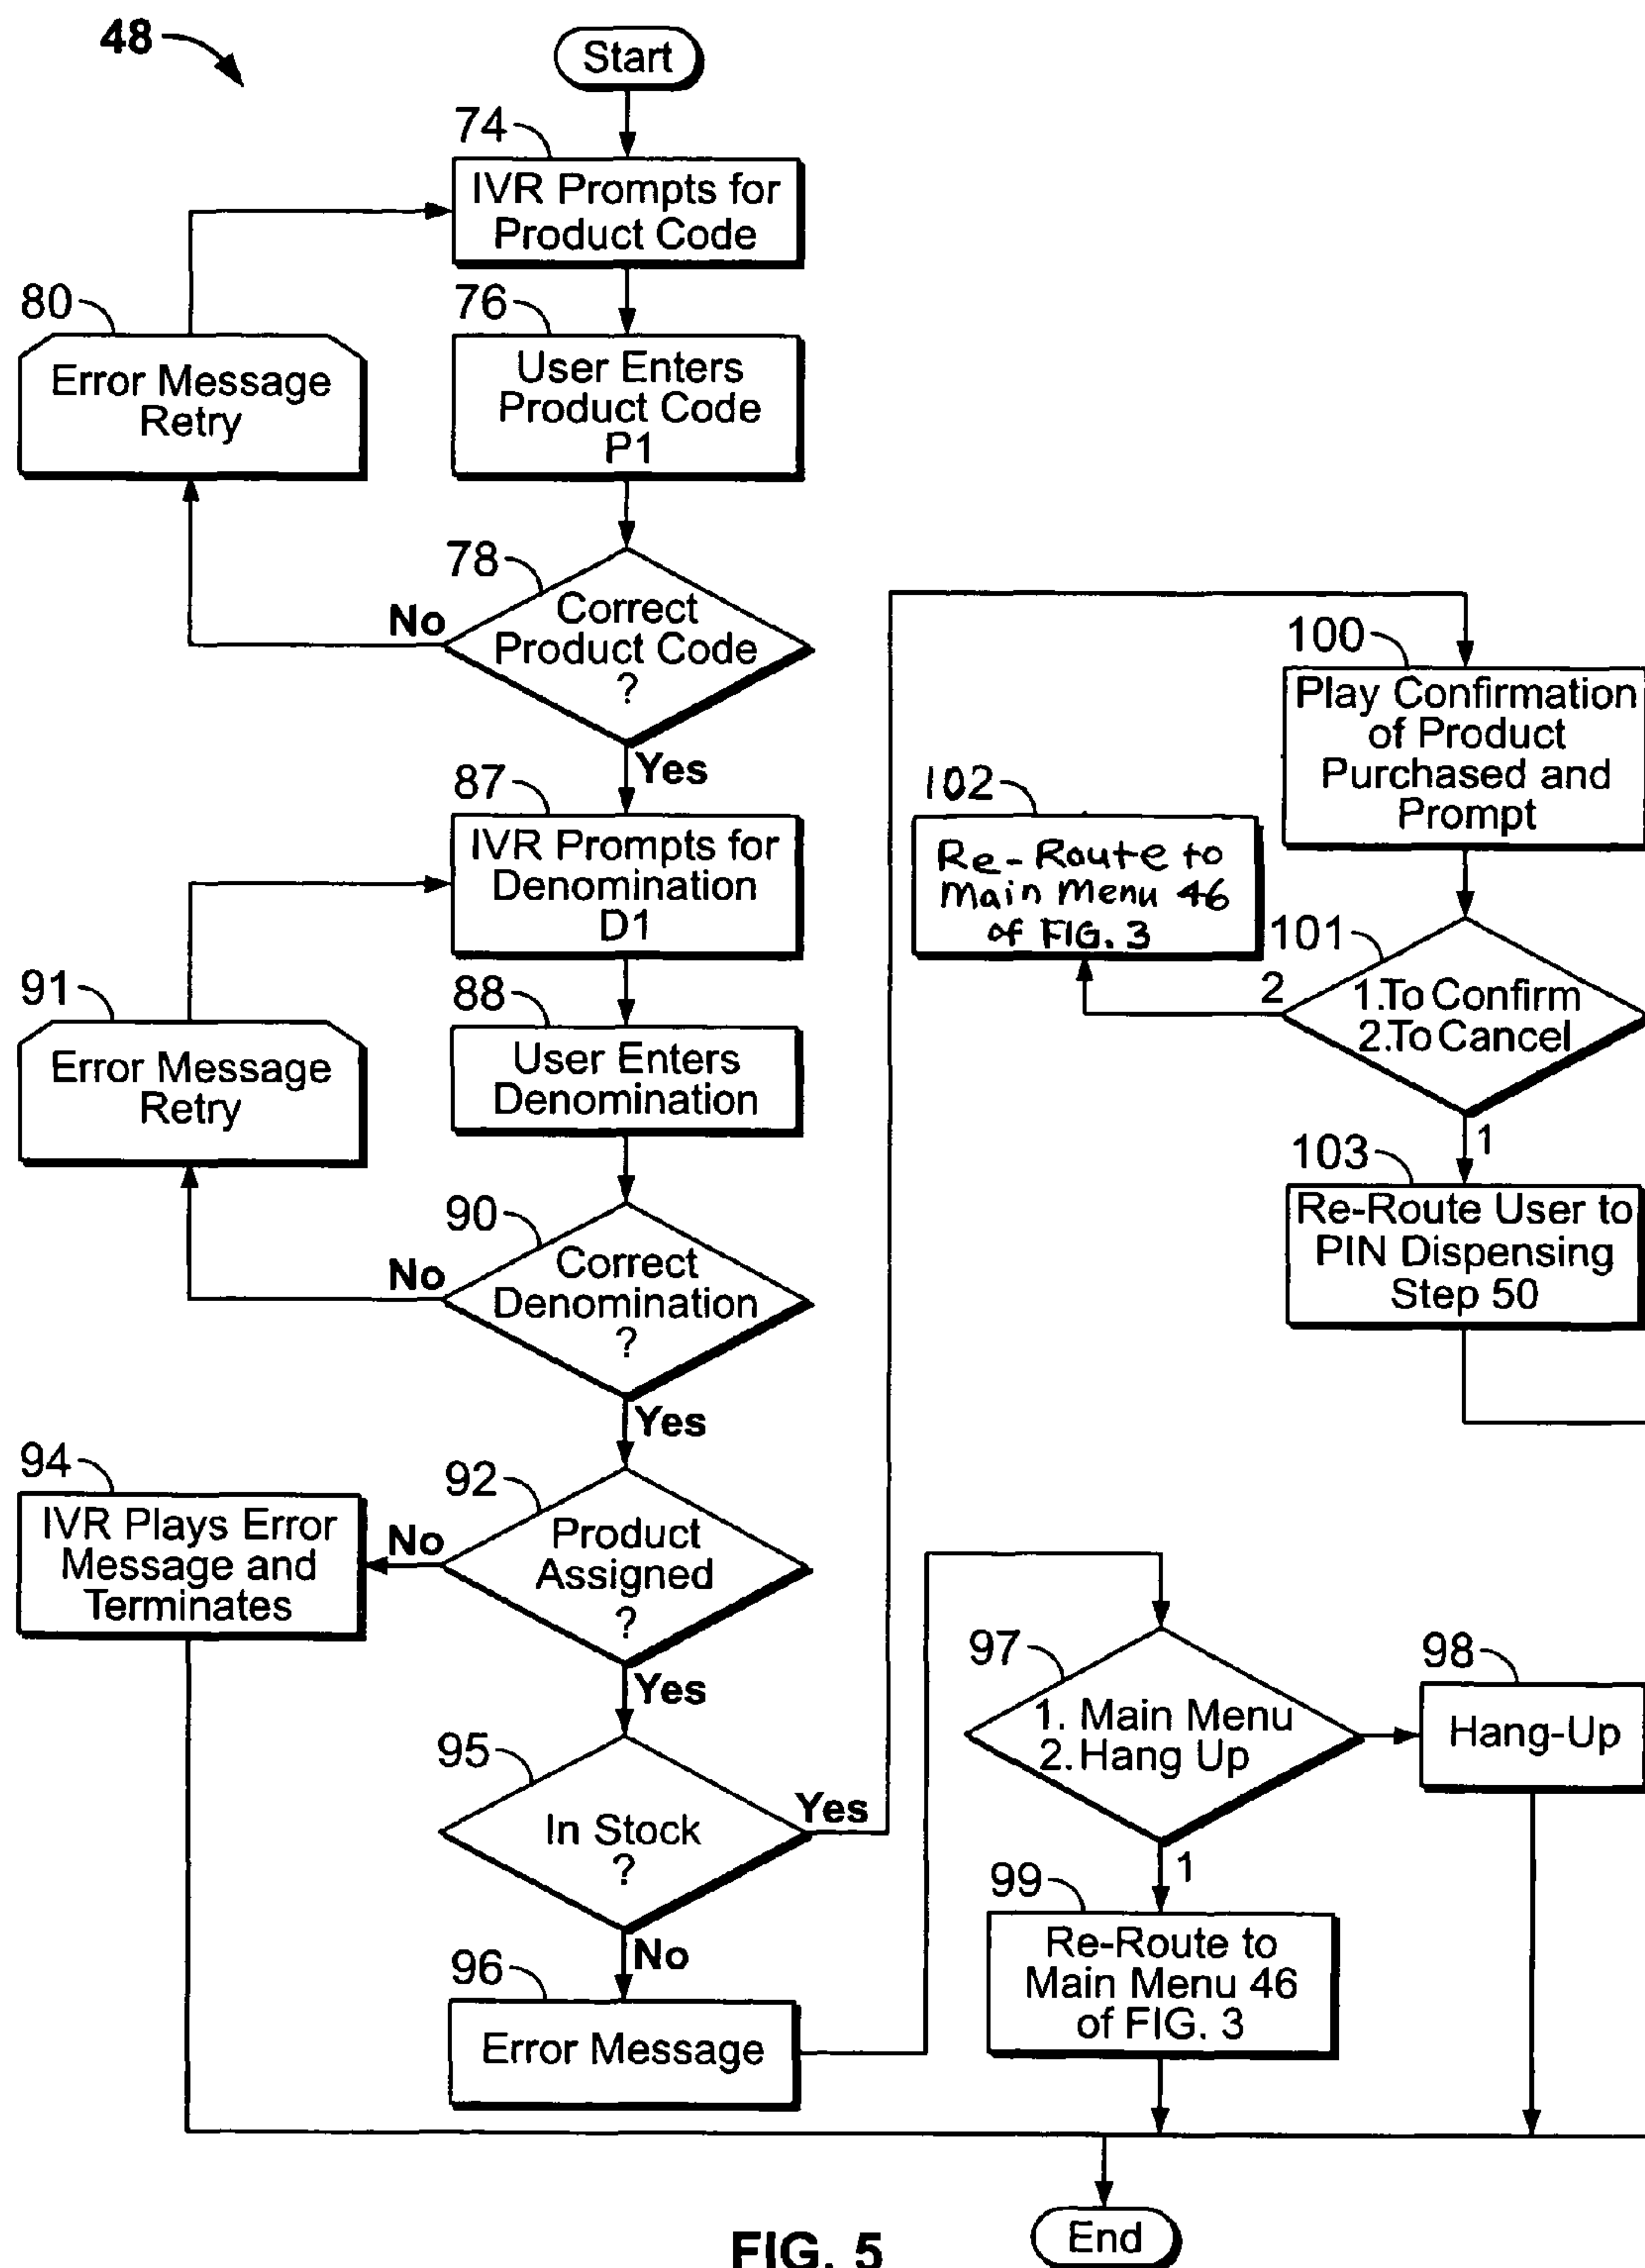 48
Start
74
IVR Prompts for
Product Code
80
Error Message
Retry
76
User Enters
Product Code
P1
78
Correct
Product Code
?
No
Yes
87
IVR Prompts for
Denomination
D1
91
Error Message
Retry
88
User Enters
Denomination
90
Correct
Denomination
?
No
Yes
94
IVR Plays Error
Message and
Terminates
92
Product
Assigned
?
No
Yes
95
In Stock
?
Yes
No
96
Error Message
100
Play Confirmation
of Product
Purchased and
Prompt
102
Re-Route to
Main Menu 46
of FIG. 3
101
1.To Confirm
2.To Cancel
2
1
103
Re-Route User to
PIN Dispensing
Step 50
97
1. Main Menu
2. Hang Up
98
Hang-Up
1
99
Re-Route to
Main Menu 46
of FIG. 3
End
FIG. 5